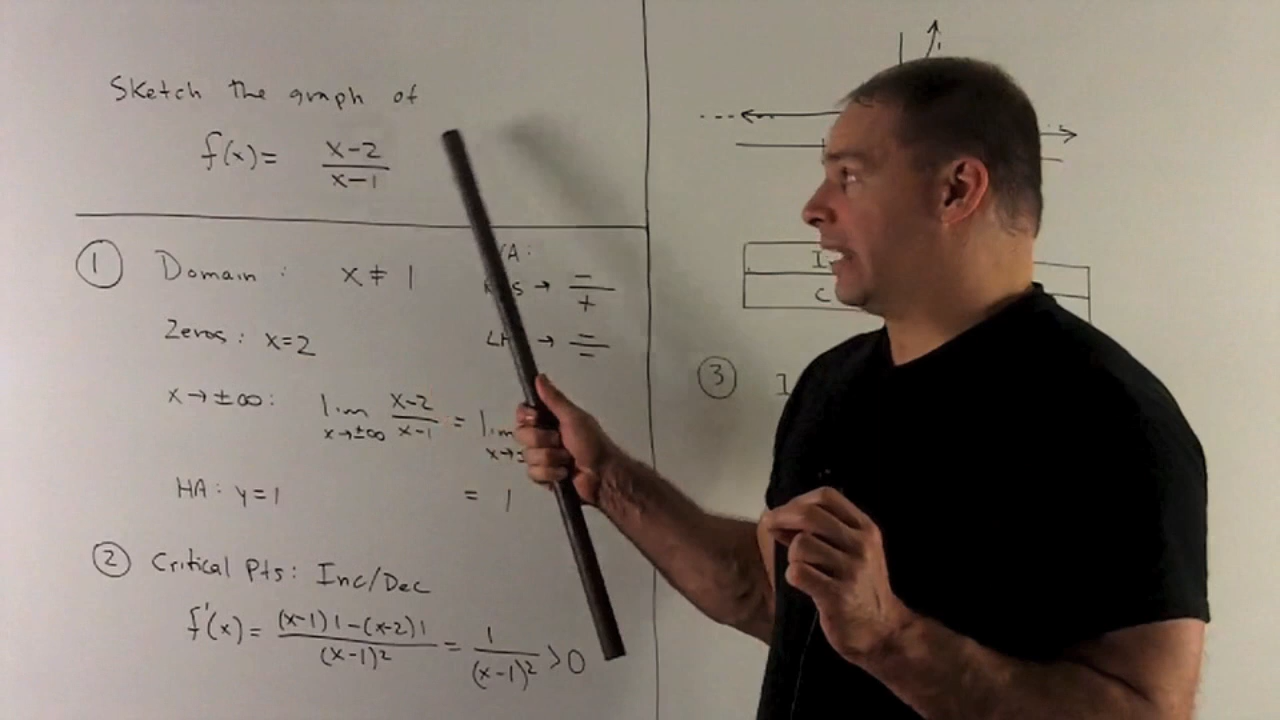 Sketch the graph of
f(x) = x-2 / x-1
① Domain : x ≠ 1
Zeros : x=2
x → ±∞ : lim x→±∞ x-2 / x-1 = lim
HA : y=1 = 1
② Critical Pts: Inc/Dec
f'(x) = (x-1)1-(x-2)1 / (x-1)² = 1 / (x-1)² > 0
A :
→ - / +
→ - / -
I
C
③ I